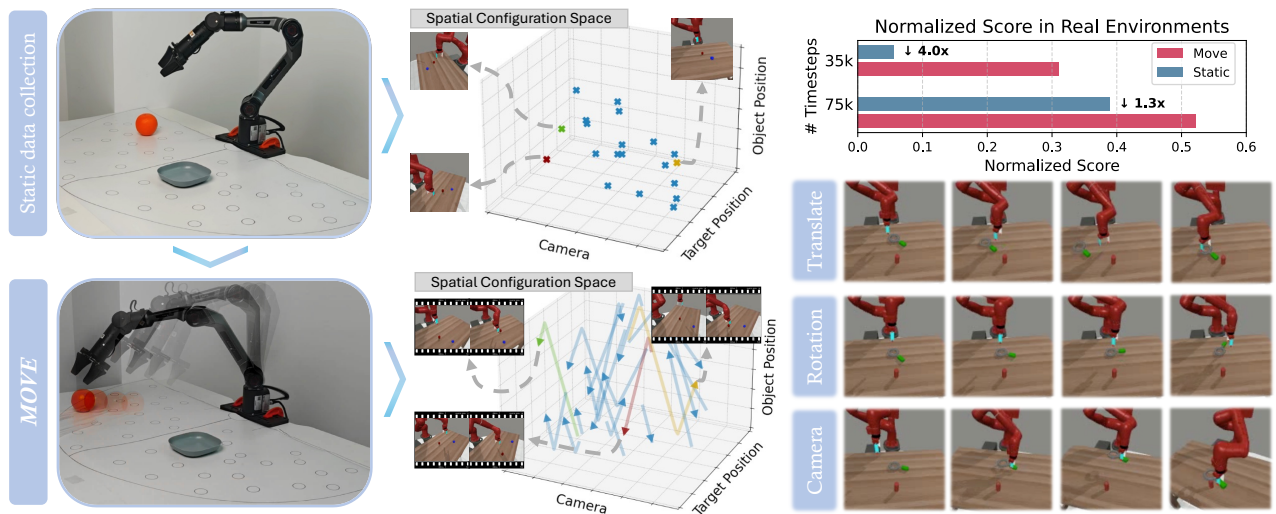 Static data collection
Spatial Configuration Space
Object Position
Target Position
Camera
MOVE
Spatial Configuration Space
Object Position
Target Position
Camera
Normalized Score in Real Environments
# Timesteps
35k
↓ 4.0x
Move
Static
75k
↓ 1.3x
0.0 0.1 0.2 0.3 0.4 0.5 0.6
Normalized Score
Translate
Rotation
Camera